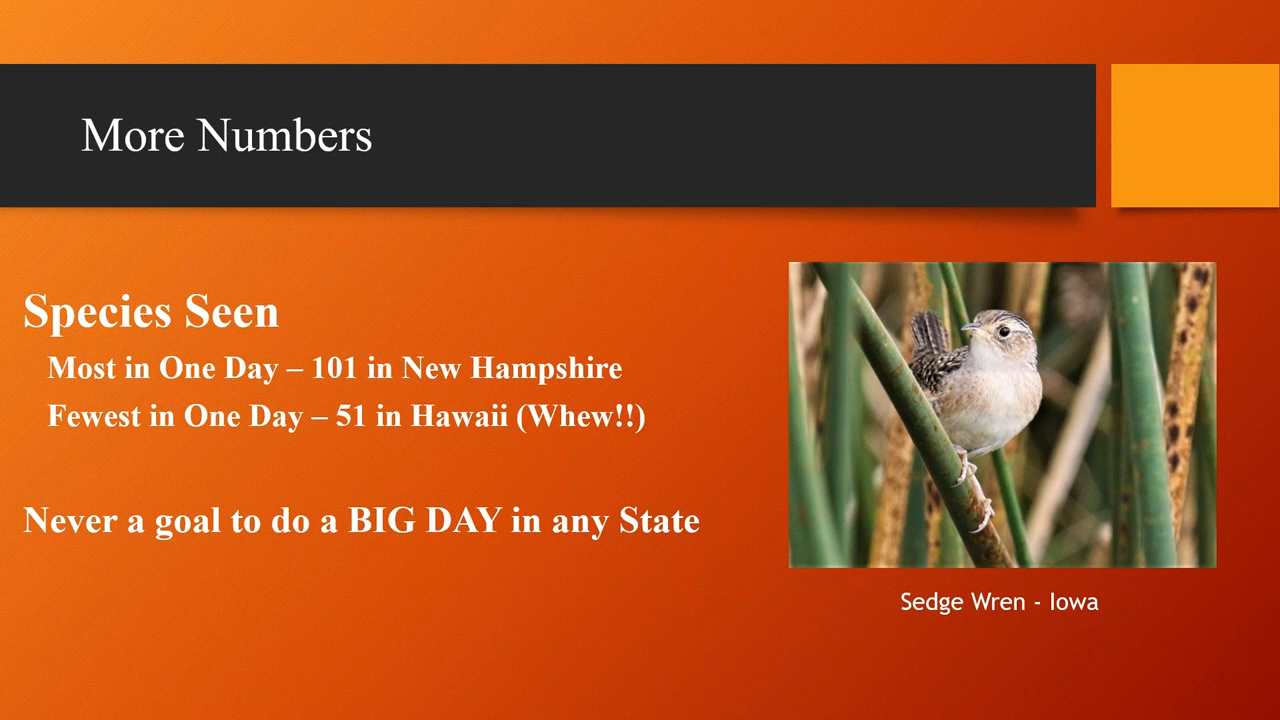 More Numbers
Species Seen
Most in One Day – 101 in New Hampshire
Fewest in One Day – 51 in Hawaii (Whew!!)
Never a goal to do a BIG DAY in any State
Sedge Wren - Iowa